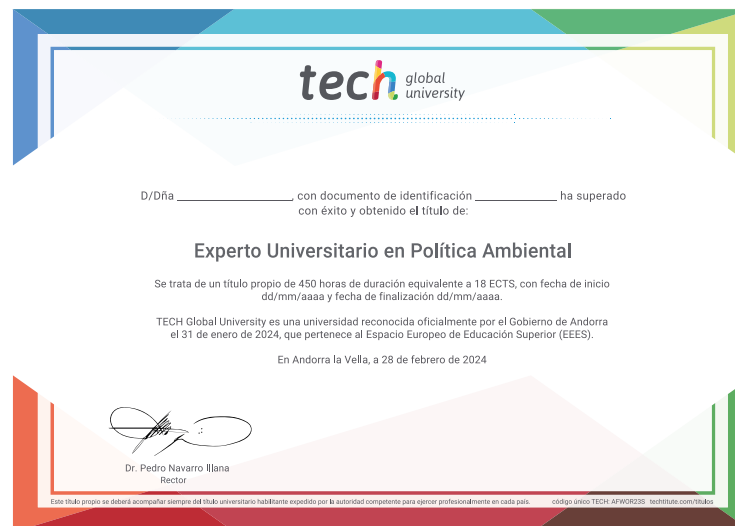 tech global university
D/Dña ____________________, con documento de identificación ______________ ha superado
con éxito y obtenido el título de:
Experto Universitario en Política Ambiental
Se trata de un título propio de 450 horas de duración equivalente a 18 ECTS, con fecha de inicio
dd/mm/aaaa y fecha de finalización dd/mm/aaaa.
TECH Global University es una universidad reconocida oficialmente por el Gobierno de Andorra
el 31 de enero de 2024, que pertenece al Espacio Europeo de Educación Superior (EEES).
En Andorra la Vella, a 28 de febrero de 2024
Dr. Pedro Navarro Illana
Rector
Este título propio se deberá acompañar siempre del título universitario habilitante expedido por la autoridad competente para ejercer profesionalmente en cada país. código único TECH: AFWOR23S techtitute.com/titulos